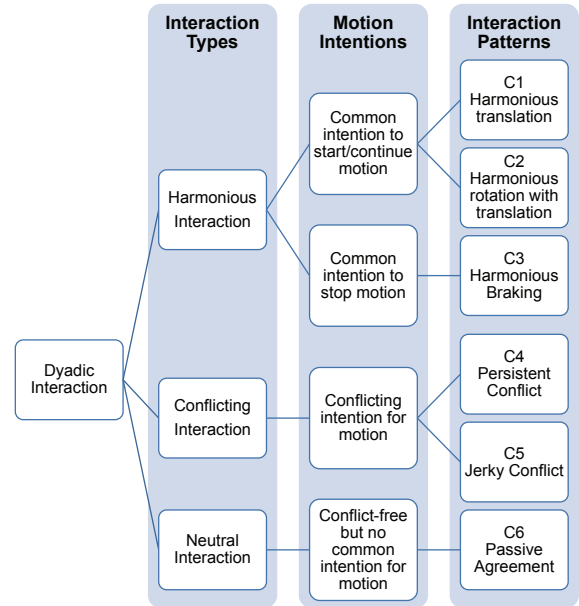 Interaction
Types
Motion
Intentions
Interaction
Patterns
Dyadic
Interaction
Harmonious
Interaction
Common
intention to
start/continue
motion
C1
Harmonious
translation
C2
Harmonious
rotation with
translation
Common
intention to
stop motion
C3
Harmonious
Braking
Conflicting
Interaction
Conflicting
intention for
motion
C4
Persistent
Conflict
C5
Jerky Conflict
Neutral
Interaction
Conflict-free
but no
common
intention for
motion
C6
Passive
Agreement